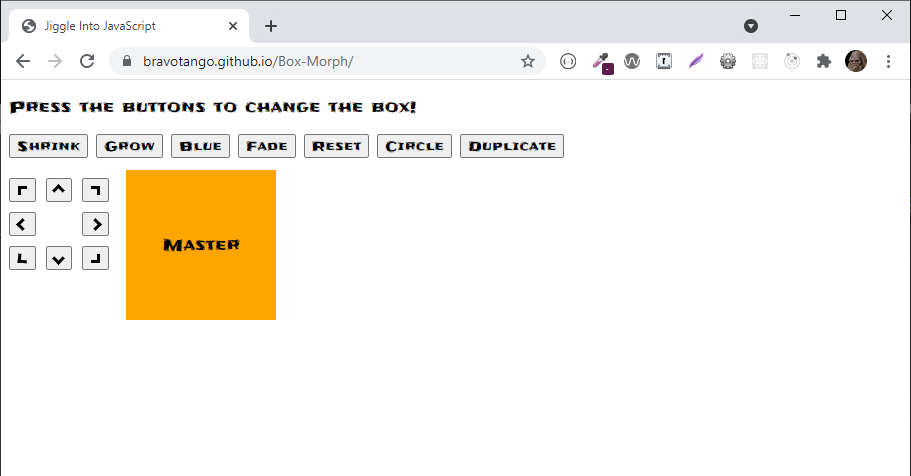 Jiggle Into JavaScript
bravotango.github.io/Box-Morph/
Press the buttons to change the box!
Shrink Grow Blue Fade Reset Circle Duplicate
Master